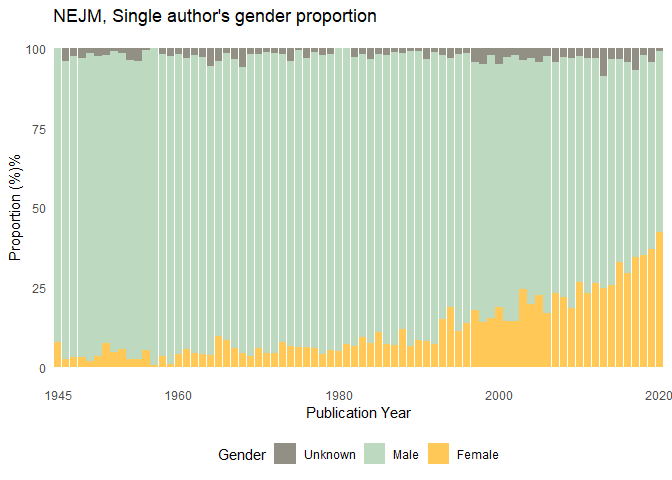 NEJM, Single author's gender proportion
Proportion (%)%
100
75
50
25
0
1945 1960 1980 2000 2020
Publication Year
Gender Unknown Male Female